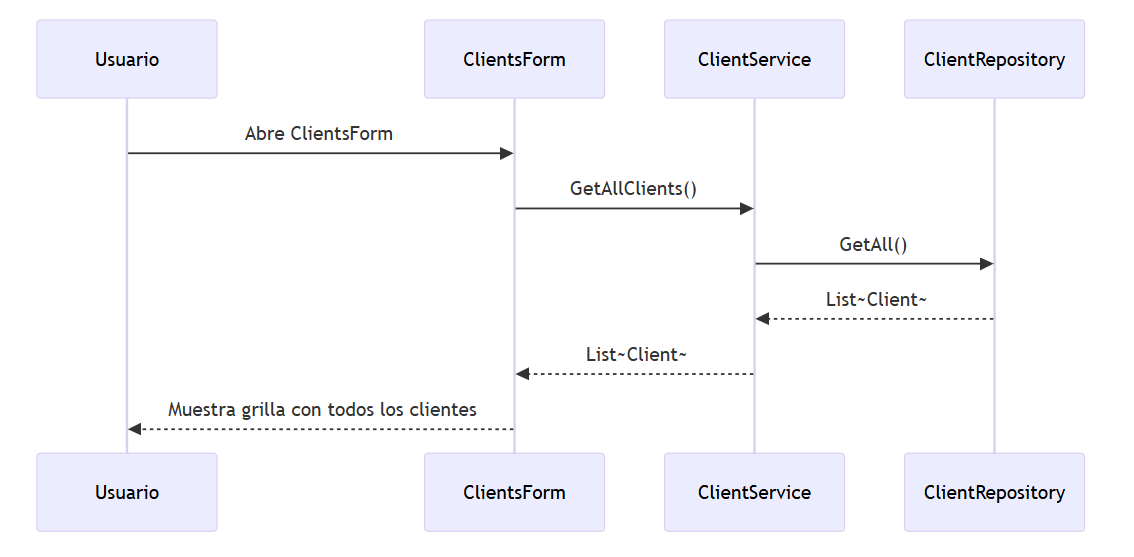 Usuario
ClientsForm
ClientService
ClientRepository
Abre ClientsForm
GetAllClients()
GetAll()
List~Client~
List~Client~
Muestra grilla con todos los clientes
Usuario
ClientsForm
ClientService
ClientRepository